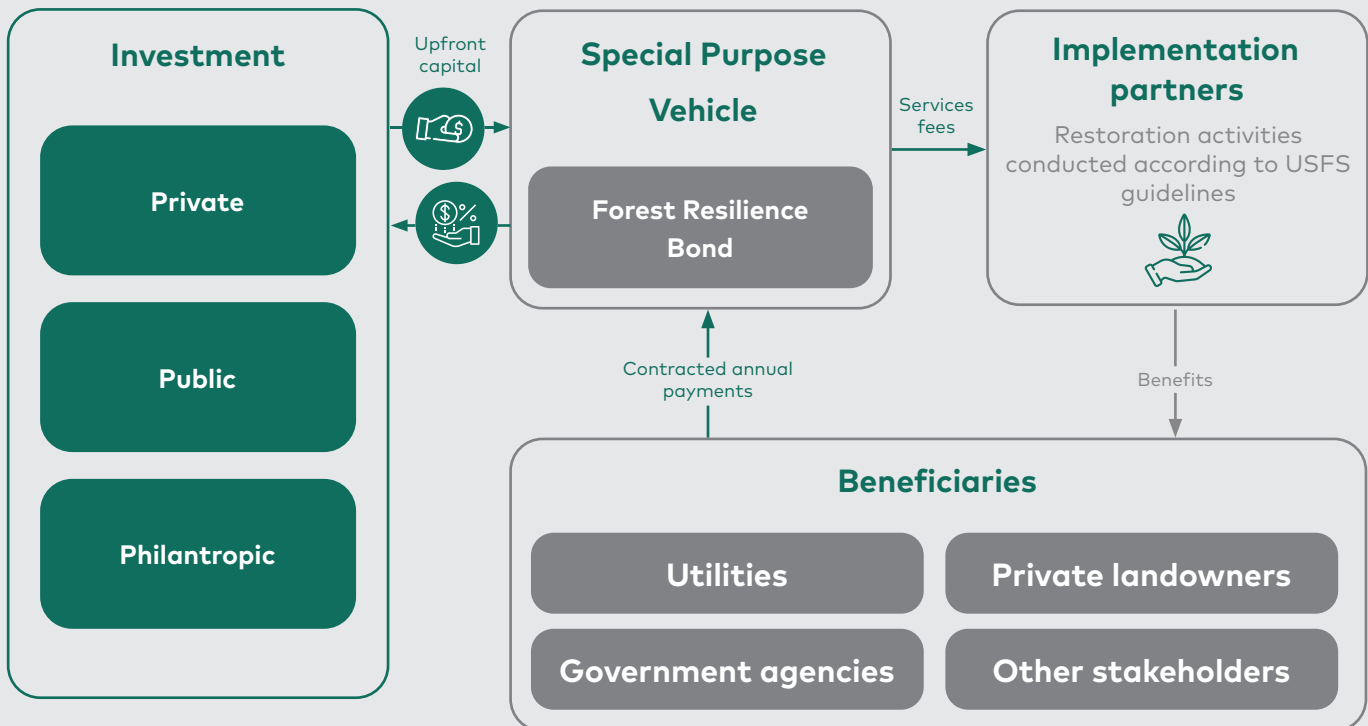 Investment
Private
Public
Philantropic
Upfront
capital
$
$%
Special Purpose
Vehicle
Forest Resilience
Bond
Services
fees
Implementation
partners
Restoration activities
conducted according to USFS
guidelines
Contracted annual
payments
Benefits
Beneficiaries
Utilities
Private landowners
Government agencies
Other stakeholders